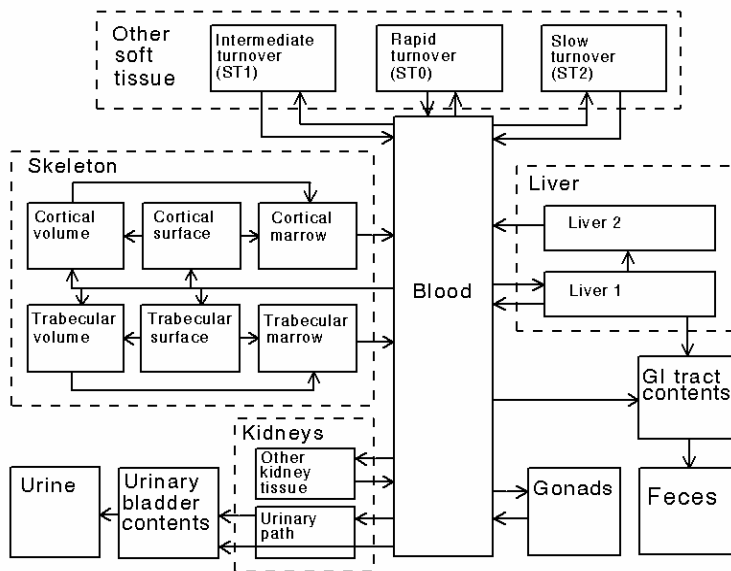 Other
soft
tissue
Intermediate
turnover
(ST1)
Rapid
turnover
(ST0)
Slow
turnover
(ST2)
Skeleton
Cortical
volume
Cortical
surface
Cortical
marrow
Trabecular
volume
Trabecular
surface
Trabecular
marrow
Blood
Liver
Liver 2
Liver 1
GI tract
contents
Feces
Gonads
Kidneys
Other
kidney
tissue
Urinary
path
Urinary
bladder
contents
Urine